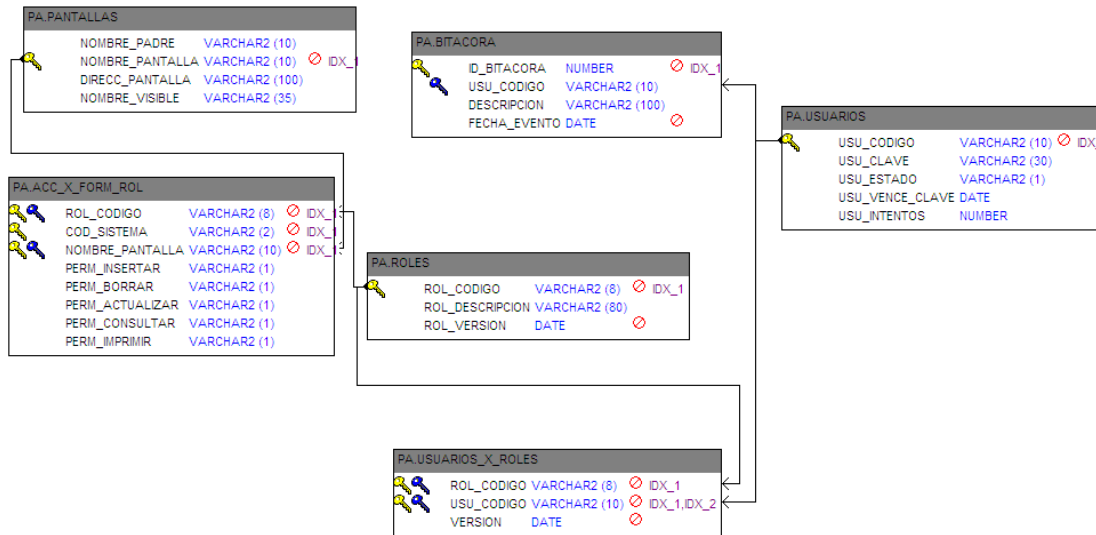 PA.PANTALLAS
NOMBRE_PADRE VARCHAR2 (10)
NOMBRE_PANTALLA VARCHAR2 (10) IDX_1
DIRECC_PANTALLA VARCHAR2 (100)
NOMBRE_VISIBLE VARCHAR2 (35)
PA.BITACORA
ID_BITACORA NUMBER IDX_1
USU_CODIGO VARCHAR2 (10)
DESCRIPCION VARCHAR2 (100)
FECHA_EVENTO DATE
PA.USUARIOS
USU_CODIGO VARCHAR2 (10) IDX_
USU_CLAVE VARCHAR2 (30)
USU_ESTADO VARCHAR2 (1)
USU_VENCE_CLAVE DATE
USU_INTENTOS NUMBER
PA.ACC_X_FORM_ROL
ROL_CODIGO VARCHAR2 (8) IDX_1
COD_SISTEMA VARCHAR2 (2) IDX_1
NOMBRE_PANTALLA VARCHAR2 (10) IDX_1
PERM_INSERTAR VARCHAR2 (1)
PERM_BORRAR VARCHAR2 (1)
PERM_ACTUALIZAR VARCHAR2 (1)
PERM_CONSULTAR VARCHAR2 (1)
PERM_IMPRIMIR VARCHAR2 (1)
PA.ROLES
ROL_CODIGO VARCHAR2 (8) IDX_1
ROL_DESCRIPCION VARCHAR2 (80)
ROL_VERSION DATE
PA.USUARIOS_X_ROLES
ROL_CODIGO VARCHAR2 (8) IDX_1
USU_CODIGO VARCHAR2 (10) IDX_1,IDX_2
VERSION DATE